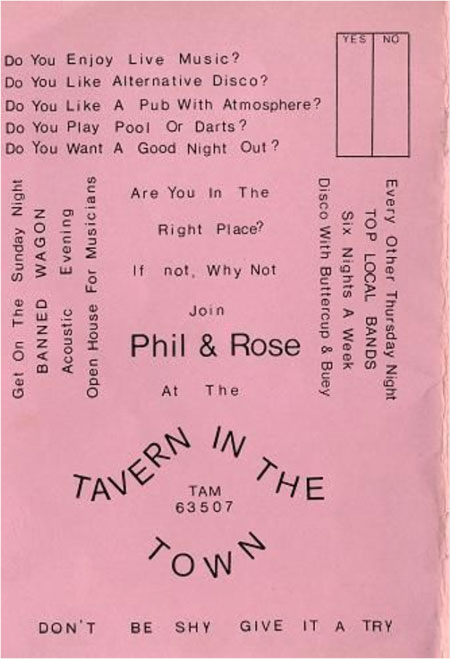 YES NO
Do You Enjoy Live Music?
Do You Like Alternative Disco?
Do You Like A Pub With Atmosphere?
Do You Play Pool Or Darts?
Do You Want A Good Night Out?
Get On The Sunday Night
BANNED WAGON
Acoustic Evening
Open House For Musicians
Are You In The
Right Place?
If not, Why Not
Join
Phil & Rose
At The
Every Other Thursday Night
TOP LOCAL BANDS
Six Nights A Week
Disco With Buttercup & Buey
TAVERN IN THE
TAM
63507
TOWN
DON'T BE SHY GIVE IT A TRY